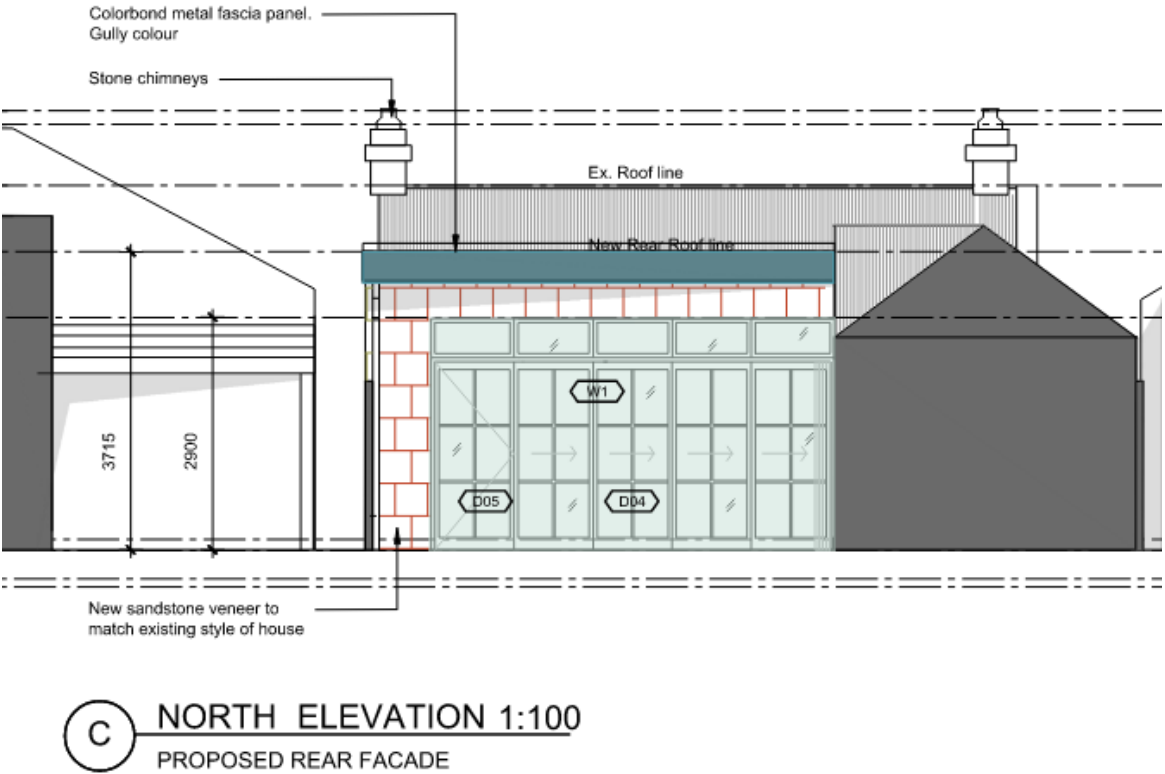 Colorbond metal fascia panel.
Gully colour
Stone chimneys
Ex. Roof line
New Rear Roof line
W1
3715
2900
D05
D04
New sandstone veneer to
match existing style of house
C
NORTH ELEVATION 1:100
PROPOSED REAR FACADE